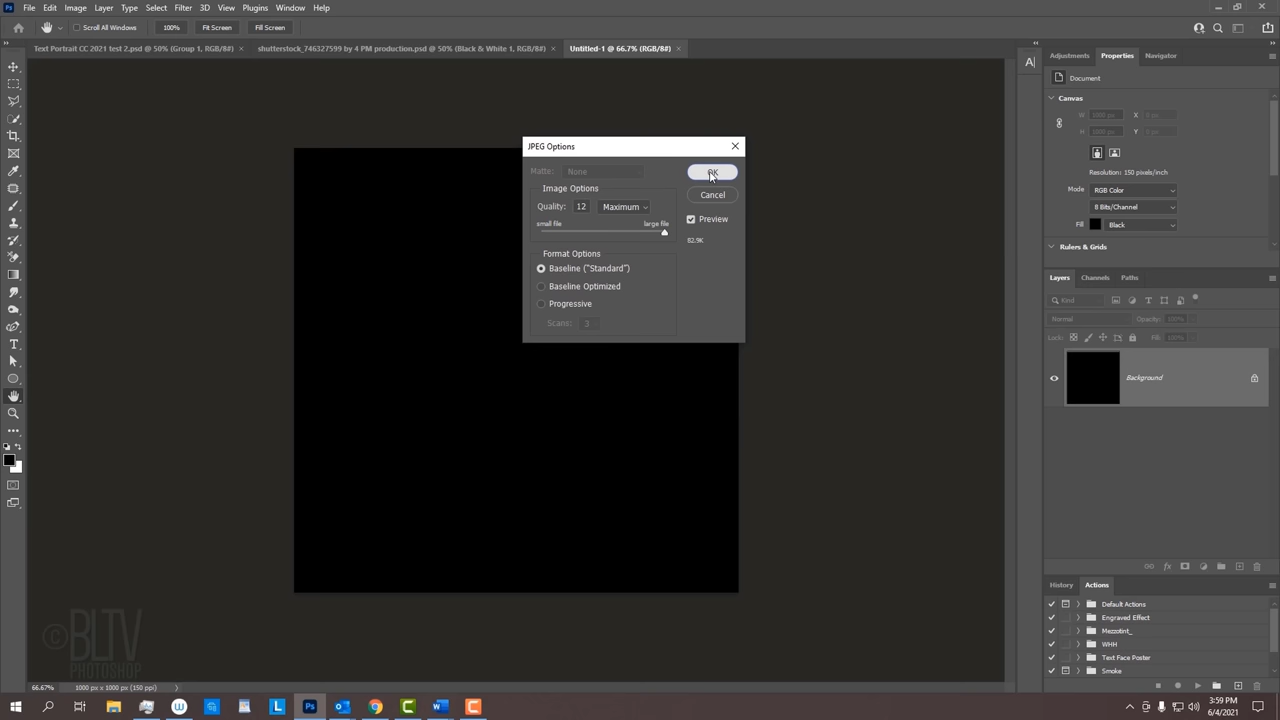 Ps File Edit Image Layer Type Select Filter 3D View Plugins Window Help
Scroll All Windows 100% Fit Screen Fill Screen
Text Portrait CC 2021 test 2.psd @ 50% (Group 1, RGB/8#) × shutterstock_746327599 by 4 PM production.psd @ 50% (Black & White 1, RGB/8#) × Untitled-1 @ 66.7% (RGB/8#) ×
Adjustments Properties Navigator
A|
Document
Canvas
W 1000 px X 0 px
H 1000 px Y 0 px
Resolution: 150 pixels/inch
Mode RGB Color
8 Bits/Channel
Fill Black
Rulers & Grids
JPEG Options
Matte: None OK
Image Options
Cancel
Quality: 12 Maximum
Preview
small file large file
82.9K
Format Options
Baseline ("Standard")
Baseline Optimized
Progressive
Scans: 3
Layers Channels Paths
Kind
Normal Opacity: 100%
Lock: Fill: 100%
Background
History Actions
Default Actions
Engraved Effect
Mezzotint_
WHH
Text Face Poster
Smoke
©BLTV
PHOTOSHOP
66.67% 1000 px x 1000 px (150 ppi)
3:59 PM
6/4/2021